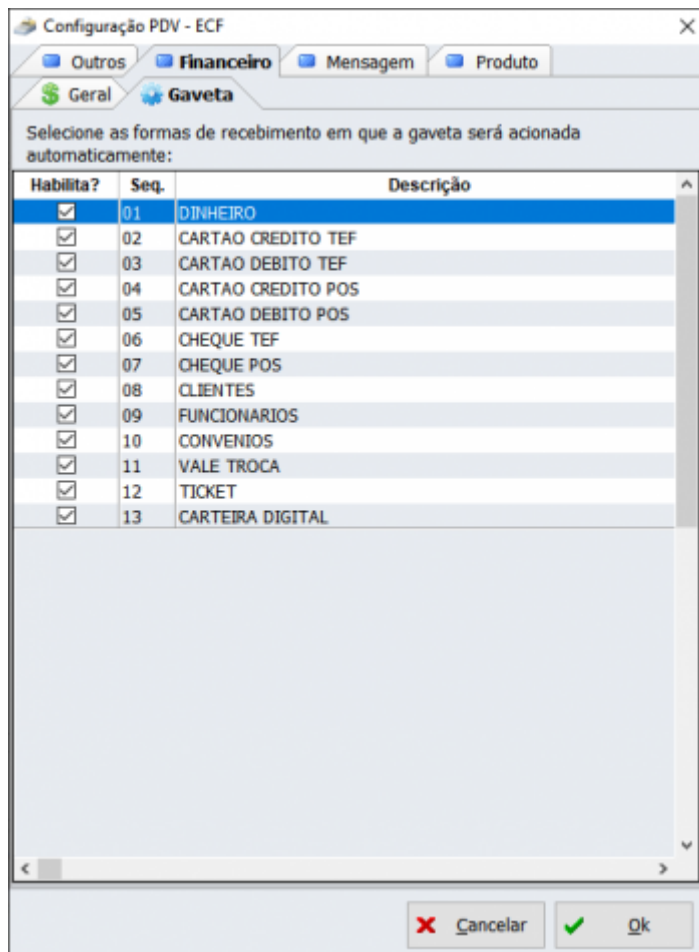 Configuração PDV - ECF
Outros Financeiro Mensagem Produto
Geral Gaveta
Selecione as formas de recebimento em que a gaveta será acionada
automaticamente:
Habilita? Seq. Descrição
01 DINHEIRO
02 CARTAO CREDITO TEF
03 CARTAO DEBITO TEF
04 CARTAO CREDITO POS
05 CARTAO DEBITO POS
06 CHEQUE TEF
07 CHEQUE POS
08 CLIENTES
09 FUNCIONARIOS
10 CONVENIOS
11 VALE TROCA
12 TICKET
13 CARTEIRA DIGITAL
Cancelar Ok